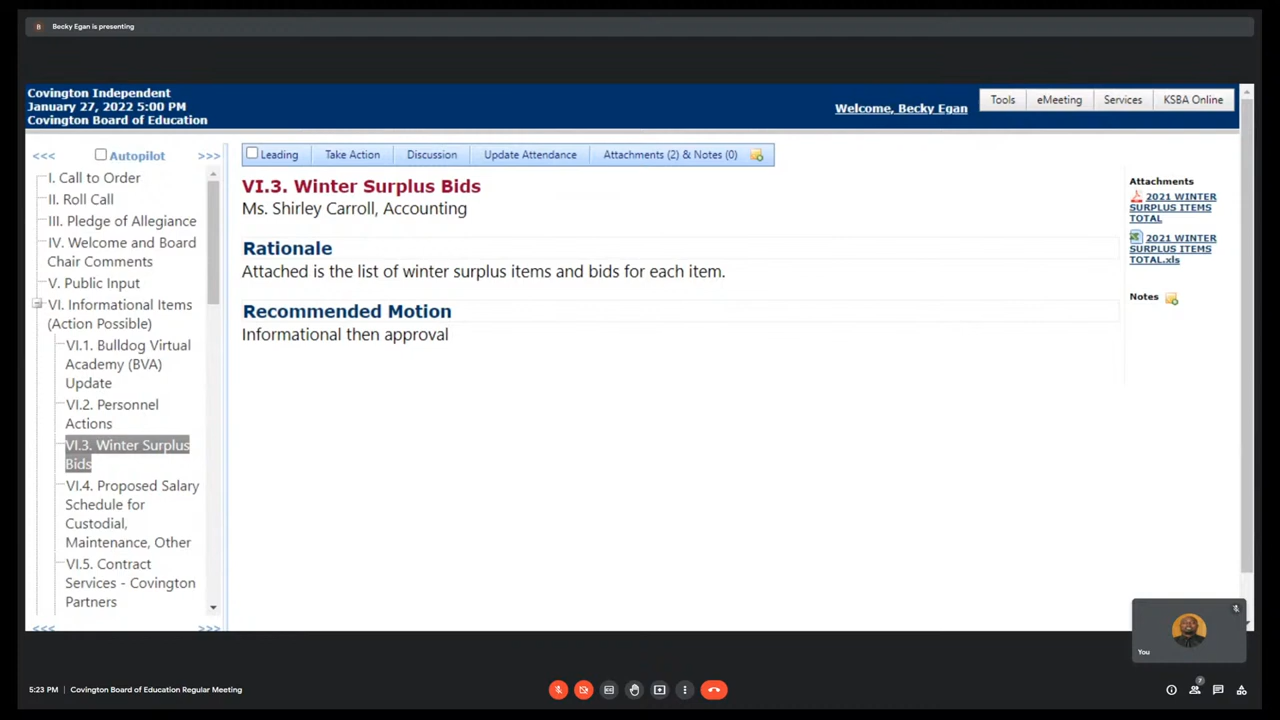 B Becky Egan is presenting
Covington Independent
January 27, 2022 5:00 PM
Covington Board of Education
Welcome, Becky Egan
Tools eMeeting Services KSBA Online
<<< Autopilot >>>
I. Call to Order
II. Roll Call
III. Pledge of Allegiance
IV. Welcome and Board
Chair Comments
V. Public Input
VI. Informational Items
(Action Possible)
VI.1. Bulldog Virtual
Academy (BVA)
Update
VI.2. Personnel
Actions
VI.3. Winter Surplus
Bids
VI.4. Proposed Salary
Schedule for
Custodial,
Maintenance, Other
VI.5. Contract
Services - Covington
Partners
<<< >>>
Leading Take Action Discussion Update Attendance Attachments (2) & Notes (0)
VI.3. Winter Surplus Bids
Ms. Shirley Carroll, Accounting
Rationale
Attached is the list of winter surplus items and bids for each item.
Recommended Motion
Informational then approval
Attachments
2021 WINTER
SURPLUS ITEMS
TOTAL
2021 WINTER
SURPLUS ITEMS
TOTAL.xls
Notes
You
5:23 PM | Covington Board of Education Regular Meeting
7